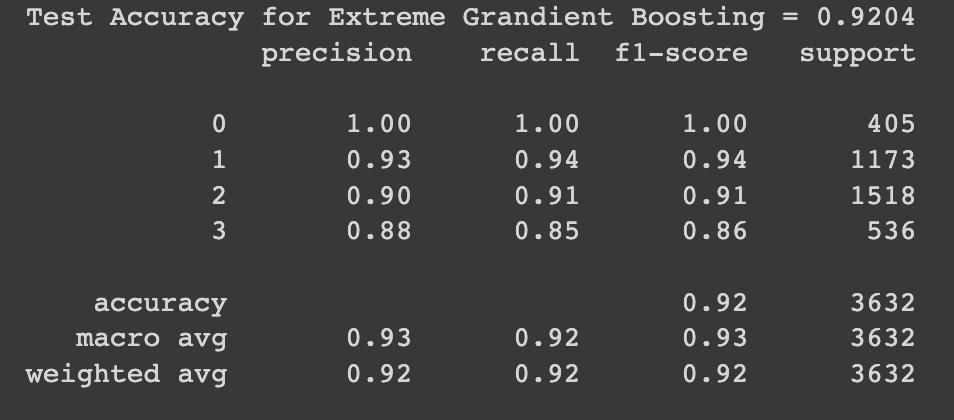 Test Accuracy for Extreme Grandient Boosting = 0.9204
precision recall f1-score support
0 1.00 1.00 1.00 405
1 0.93 0.94 0.94 1173
2 0.90 0.91 0.91 1518
3 0.88 0.85 0.86 536
accuracy 0.92 3632
macro avg 0.93 0.92 0.93 3632
weighted avg 0.92 0.92 0.92 3632